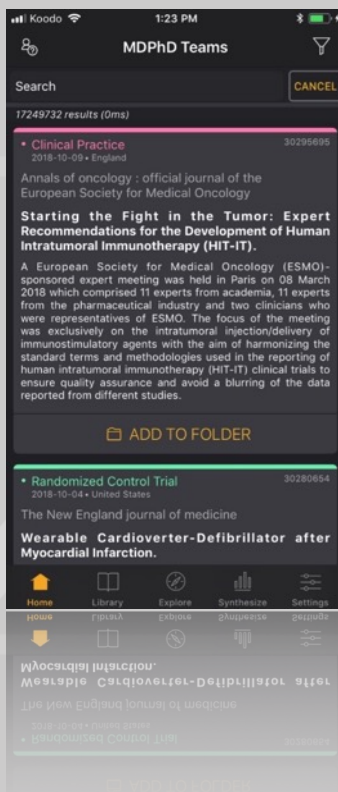 Koodo
1:23 PM
MDPhD Teams
Search
CANCEL
17249732 results (0ms)
• Clinical Practice
30295695
2018-10-09 • England
Annals of oncology : official journal of the
European Society for Medical Oncology
Starting the Fight in the Tumor: Expert
Recommendations for the Development of Human
Intratumoral Immunotherapy (HIT-IT).
A European Society for Medical Oncology (ESMO)-
sponsored expert meeting was held in Paris on 08 March
2018 which comprised 11 experts from academia, 11 experts
from the pharmaceutical industry and two clinicians who
were representatives of ESMO. The focus of the meeting
was exclusively on the intratumoral injection/delivery of
immunostimulatory agents with the aim of harmonizing the
standard terms and methodologies used in the reporting of
human intratumoral immunotherapy (HIT-IT) clinical trials to
ensure quality assurance and avoid a blurring of the data
reported from different studies.
ADD TO FOLDER
• Randomized Control Trial
30280654
2018-10-04 • United States
The New England journal of medicine
Wearable Cardioverter-Defibrillator after
Myocardial Infarction.
Home Library Explore Synthesize Settings